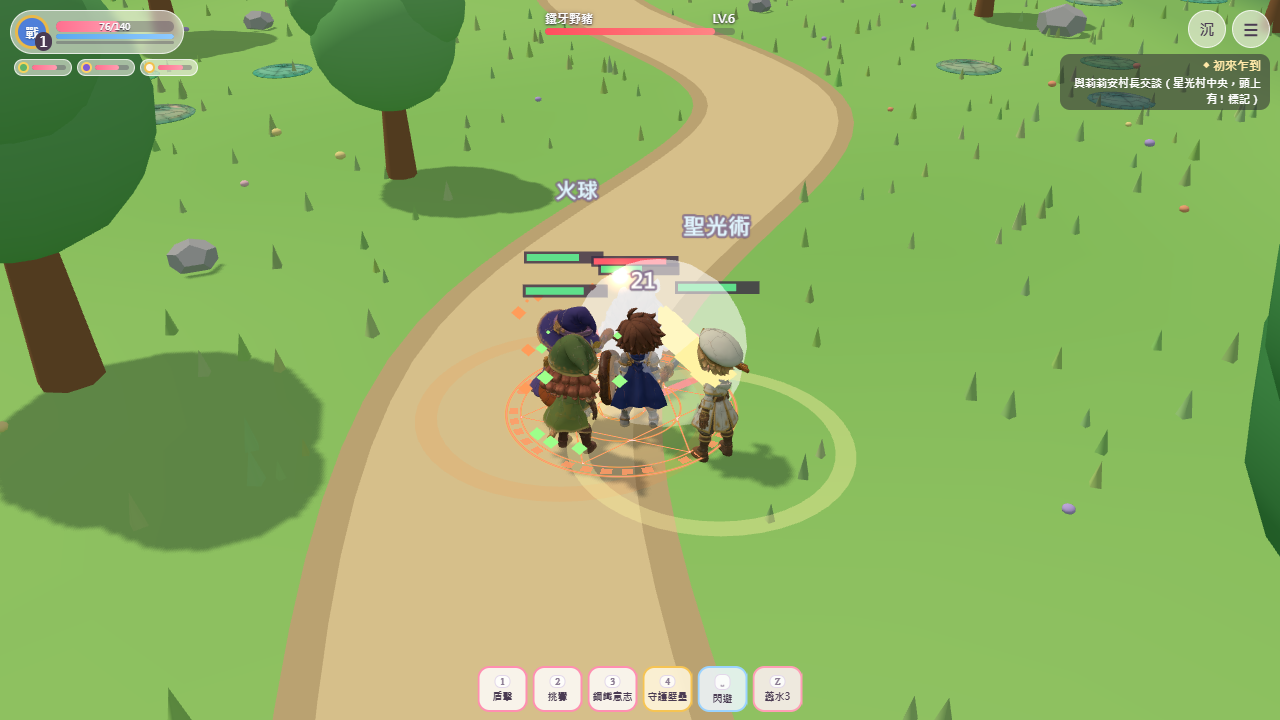 戰
1
76/140
鐵牙野豬
LV.6
沉
☰
◆ 初來乍到
與莉莉安村長交談（星光村中央，頭上
有！標記）
火球
聖光術
21
1
盾擊
2
挑釁
3
鋼鐵意志
4
守護壁壘
閃避
Z
藥水3